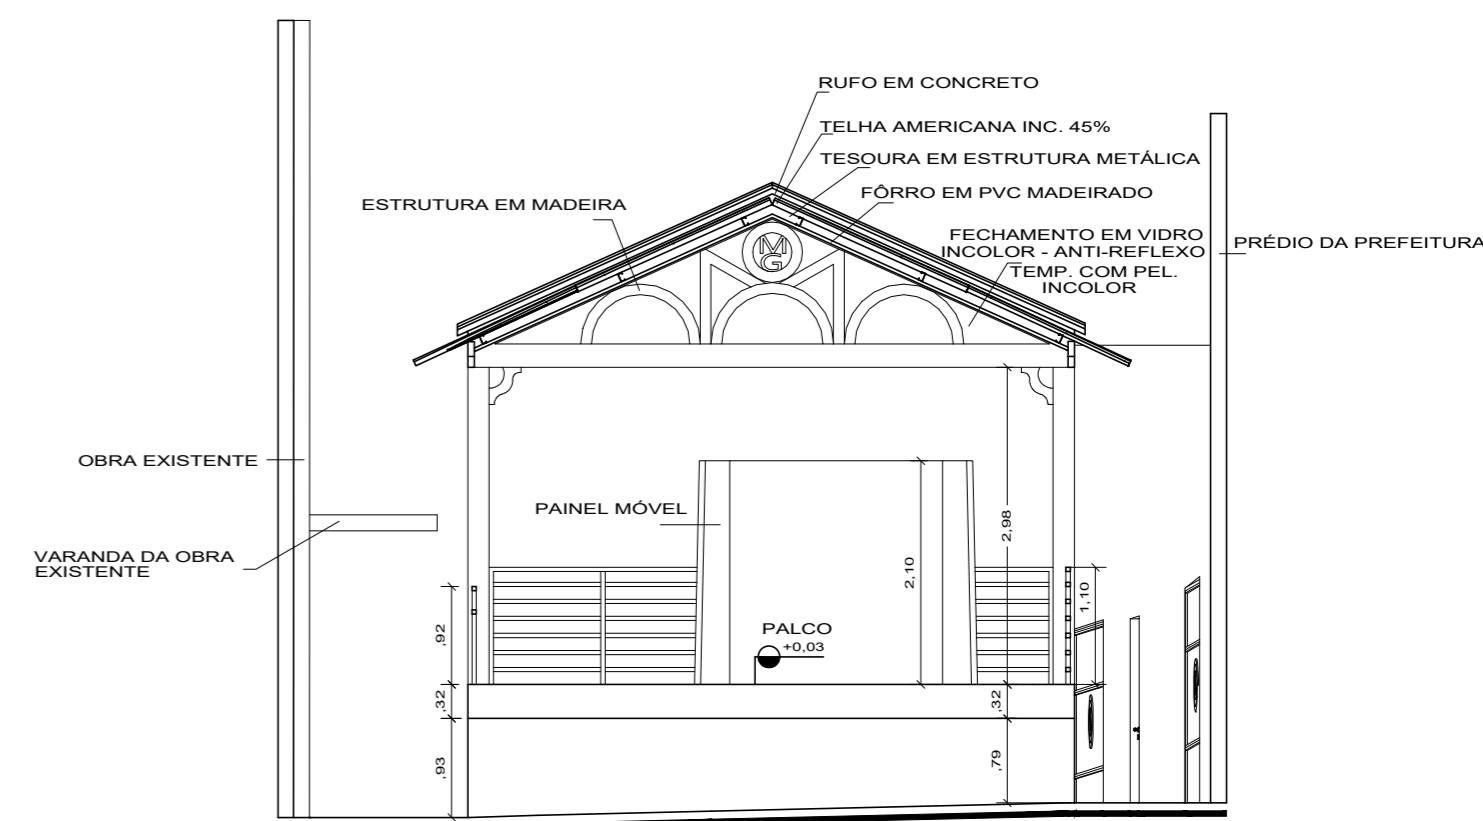 RUFO EM CONCRETO
TELHA AMERICANA INC. 45%
TESOURA EM ESTRUTURA METÁLICA
FÔRRO EM PVC MADEIRADO
ESTRUTURA EM MADEIRA
FECHAMENTO EM VIDRO
INCOLOR - ANTI-REFLEXO
TEMP. COM PEL.
INCOLOR
PRÉDIO DA PREFEITURA
MG
OBRA EXISTENTE
PAINEL MÓVEL
VARANDA DA OBRA
EXISTENTE
2,98
2,10
1,10
,92
PALCO
+0,03
,32
,32
,93
,79